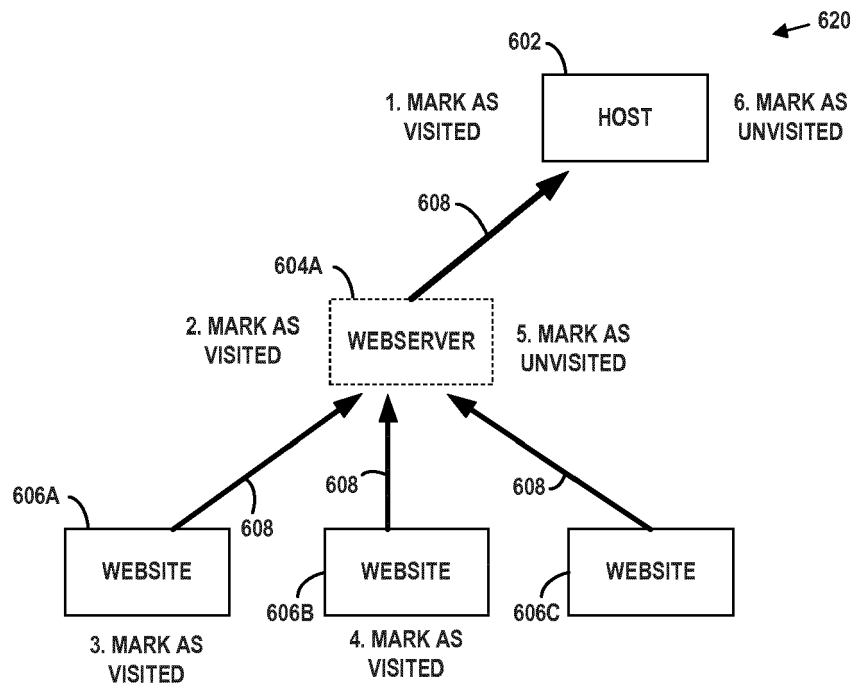 620
602
1. MARK AS
VISITED
HOST
6. MARK AS
UNVISITED
608
604A
2. MARK AS
VISITED
WEBSERVER
5. MARK AS
UNVISITED
606A
608
608
608
WEBSITE
WEBSITE
WEBSITE
606B
606C
3. MARK AS
VISITED
4. MARK AS
VISITED